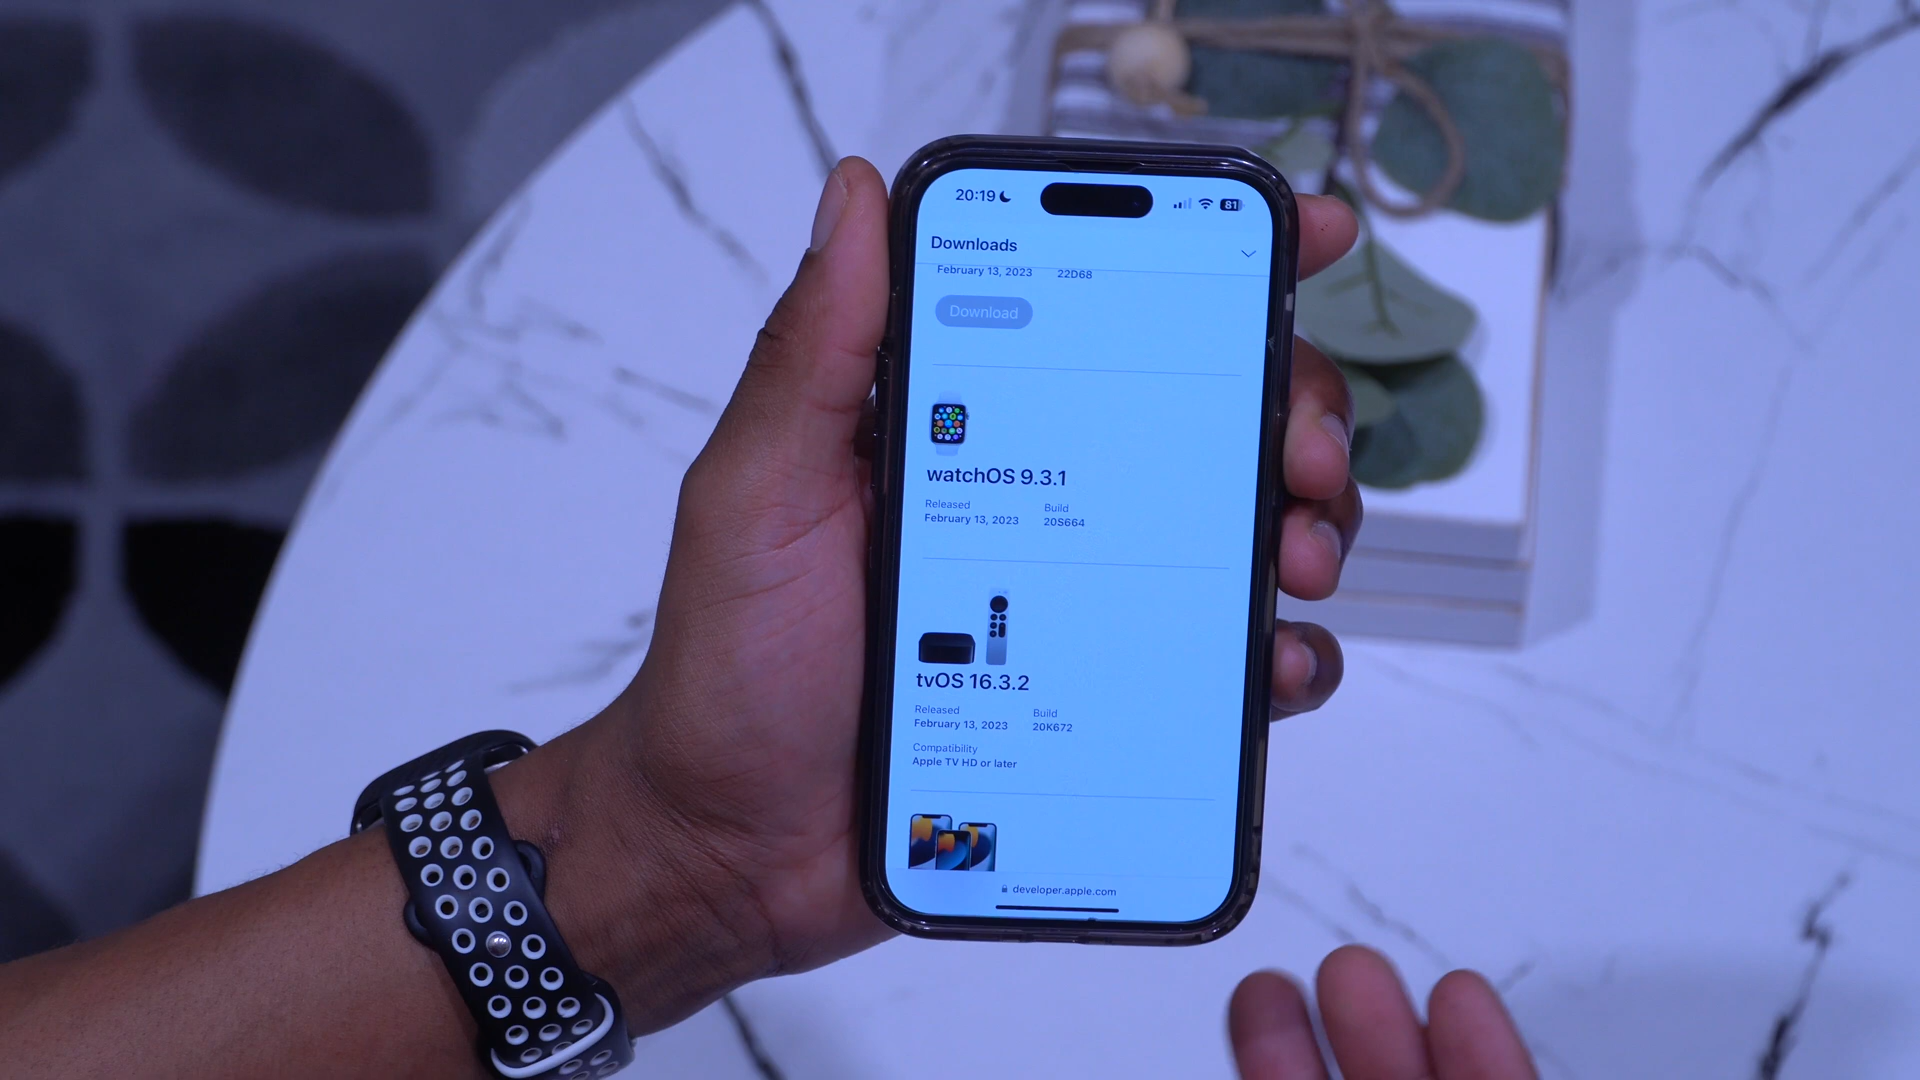 20:19
81
Downloads
February 13, 2023 22D68
Download
watchOS 9.3.1
Released Build
February 13, 2023 20S664
tvOS 16.3.2
Released Build
February 13, 2023 20K672
Compatibility
Apple TV HD or later
developer.apple.com